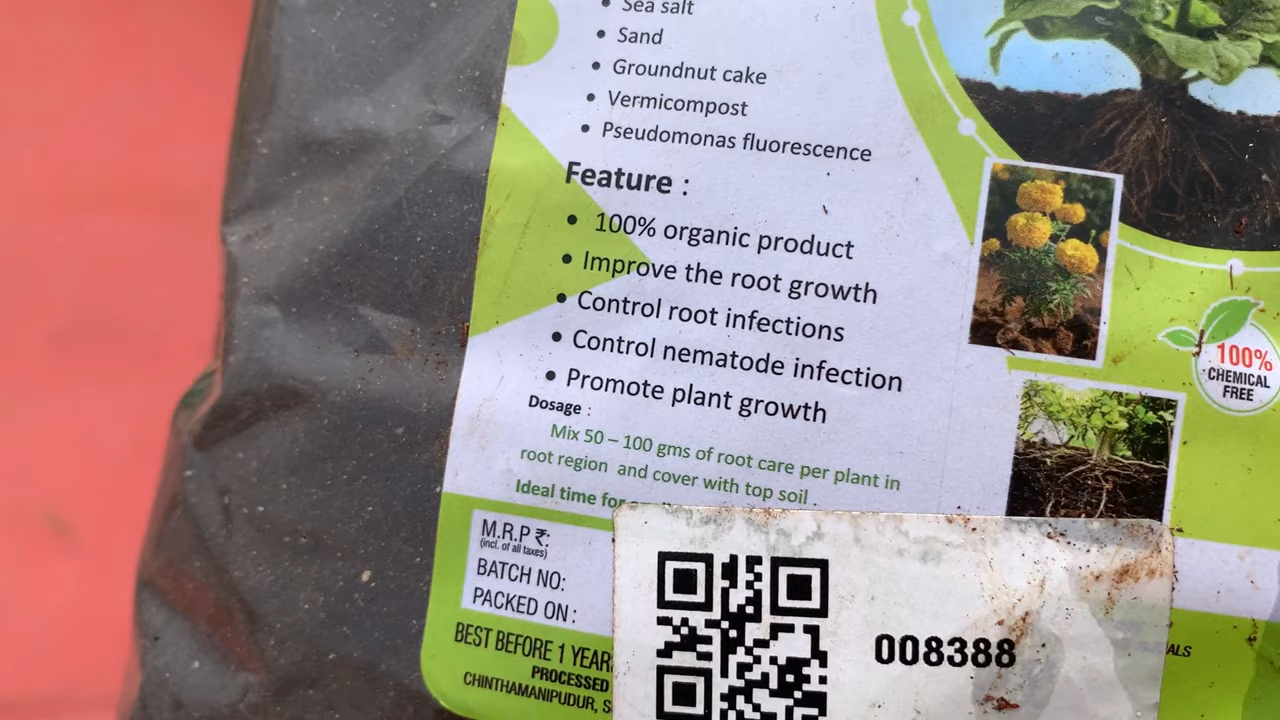 • Sea salt
• Sand
• Groundnut cake
• Vermicompost
• Pseudomonas fluorescence
Feature :
• 100% organic product
• Improve the root growth
• Control root infections
• Control nematode infection
• Promote plant growth
Dosage :
Mix 50 – 100 gms of root care per plant in
root region and cover with top soil
Ideal time for
M.R.P ₹:
(incl. of all taxes)
BATCH NO:
PACKED ON :
BEST BEFORE 1 YEAR
PROCESSED
CHINTHAMANIPUDUR, S
008388
100%
CHEMICAL
FREE